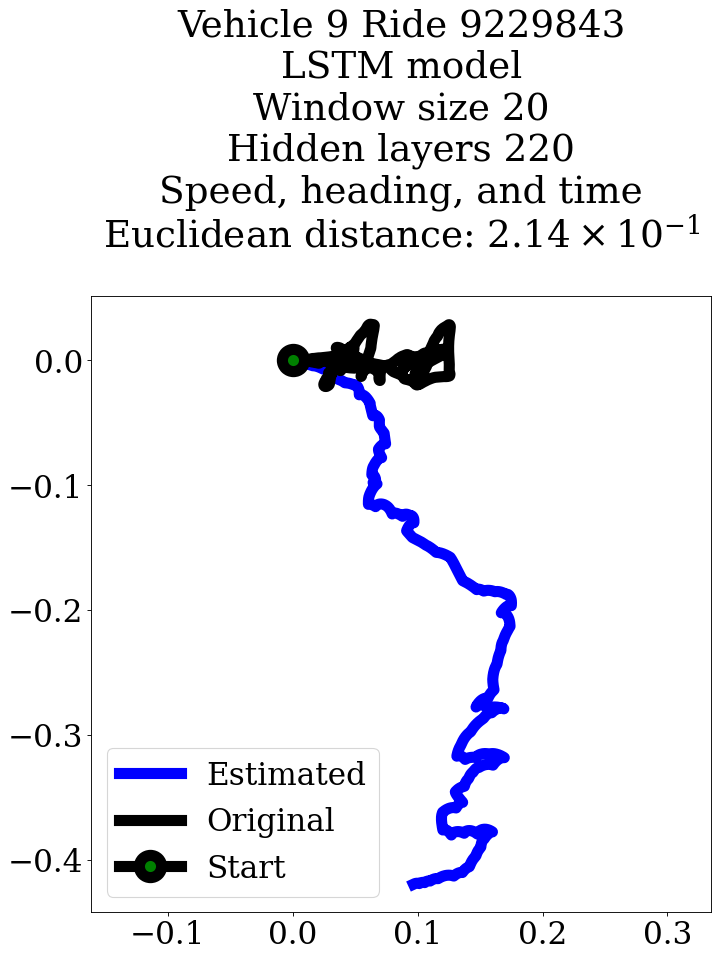 Vehicle 9 Ride 9229843
LSTM model
Window size 20
Hidden layers 220
Speed, heading, and time
Euclidean distance: 2.14 × 10⁻¹
0.0
−0.1
−0.2
−0.3
−0.4
Estimated
Original
Start
−0.1 0.0 0.1 0.2 0.3